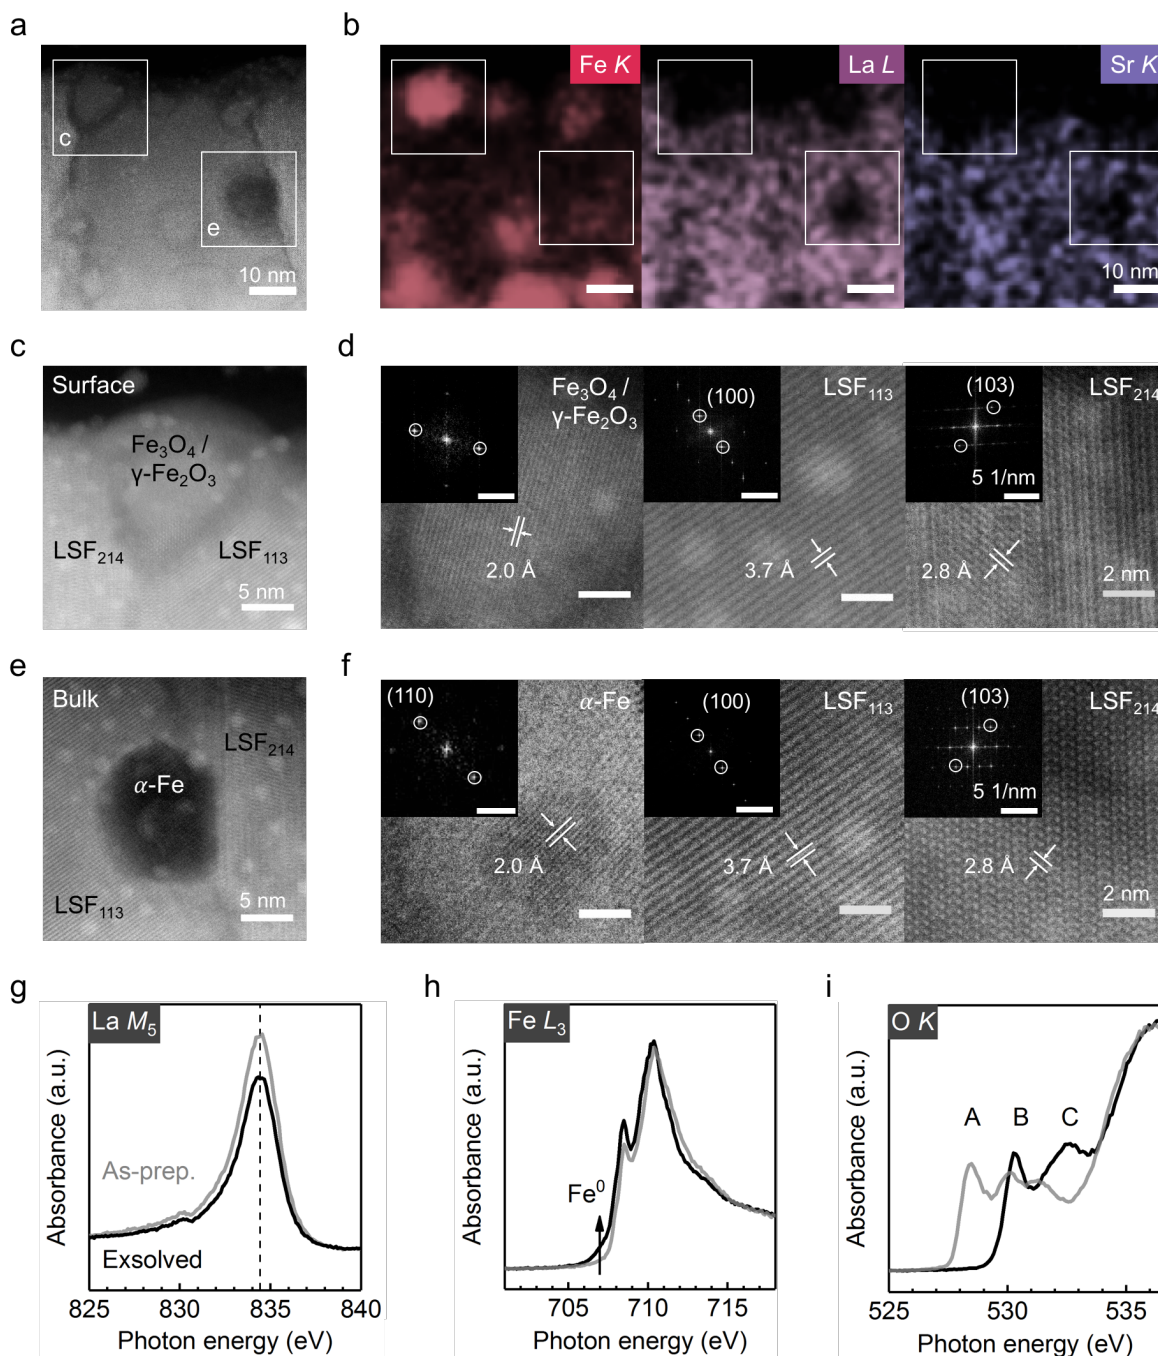 a
c
e
10 nm
b
Fe K
La L
Sr K
10 nm
c
Surface
Fe₃O₄ /
γ-Fe₂O₃
LSF₂₁₄
LSF₁₁₃
5 nm
d
Fe₃O₄ /
γ-Fe₂O₃
2.0 Å
(100)
LSF₁₁₃
3.7 Å
(103)
LSF₂₁₄
5 1/nm
2.8 Å
2 nm
e
Bulk
LSF₂₁₄
α-Fe
LSF₁₁₃
5 nm
f
(110)
α-Fe
2.0 Å
(100)
LSF₁₁₃
3.7 Å
(103)
LSF₂₁₄
5 1/nm
2.8 Å
2 nm
g
La M₅
As-prep.
Exsolved
Absorbance (a.u.)
825 830 835 840
Photon energy (eV)
h
Fe L₃
Fe⁰
Absorbance (a.u.)
705 710 715
Photon energy (eV)
i
O K
A B C
Absorbance (a.u.)
525 530 535
Photon energy (eV)